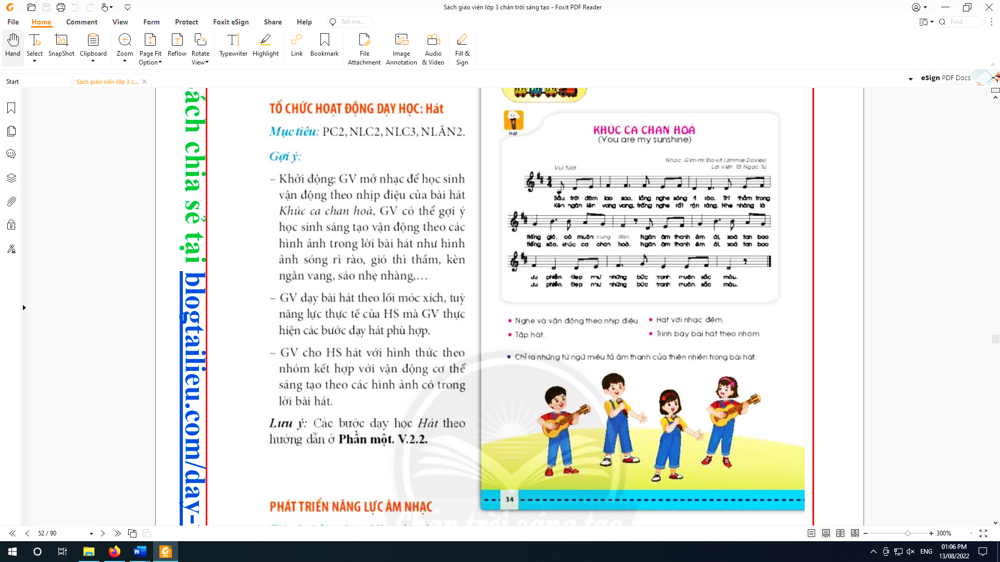 Sách giáo viên lớp 3 chân trời sáng tạo - Foxit PDF Reader
File Home Comment View Form Protect Foxit eSign Share Help Tell me... Find
Hand Select SnapShot Clipboard Zoom Page Fit Option Reflow Rotate View Typewriter Highlight Link Bookmark File Attachment Image Annotation Audio & Video Fill & Sign
Start Sách giáo viên lớp 3 c... eSign PDF Docs
ách chia sẻ tại blogtailieu.com/day-
TỔ CHỨC HOẠT ĐỘNG DẠY HỌC: Hát
Mục tiêu: PC2, NLC2, NLC3, NLÂN2.
Gợi ý:
– Khởi động: GV mở nhạc để học sinh
vận động theo nhịp điệu của bài hát
Khúc ca chan hoà, GV có thể gợi ý
học sinh sáng tạo vận động theo các
hình ảnh trong lời bài hát như hình
ảnh sóng rì rào, gió thì thầm, kèn
ngân vang, sáo nhẹ nhàng,…
– GV dạy bài hát theo lối móc xích, tuỳ
năng lực thực tế của HS mà GV thực
hiện các bước dạy hát phù hợp.
– GV cho HS hát với hình thức theo
nhóm kết hợp với vận động cơ thể
sáng tạo theo các hình ảnh có trong
lời bài hát.
Lưu ý: Các bước dạy học Hát theo
hướng dẫn ở Phần một. V.2.2.
PHÁT TRIỂN NĂNG LỰC ÂM NHẠC
Hát
KHÚC CA CHAN HOÀ
(You are my sunshine)
Nhạc: Gim-mi Đa-vít (Jimmie Davies)
Lời Việt: Tô Ngọc Tú
Vui tươi
Bầu trời đêm lao xao, lắng nghe sóng rì rào. Thì thầm trong
Kèn ngân lên vang vang, trống nghe rất rộn ràng. Nhẹ nhàng là
tiếng gió, cỏ muôn cung đàn. Ngàn âm thanh êm ái, xoá tan bao
tiếng sáo, khúc ca chan hoà. Ngàn âm thanh êm ái, xoá tan bao
ưu phiền. Đẹp như những bức tranh muôn sắc màu.
ưu phiền. Đẹp như những bức tranh muôn sắc màu.
• Nghe và vận động theo nhịp điệu. • Hát với nhạc đệm.
• Tập hát. • Trình bày bài hát theo nhóm.
• Chỉ ra những từ ngữ miêu tả âm thanh của thiên nhiên trong bài hát.
34
Chân trời sáng tạo
52 / 90 300%
ENG 01:06 PM
13/08/2022